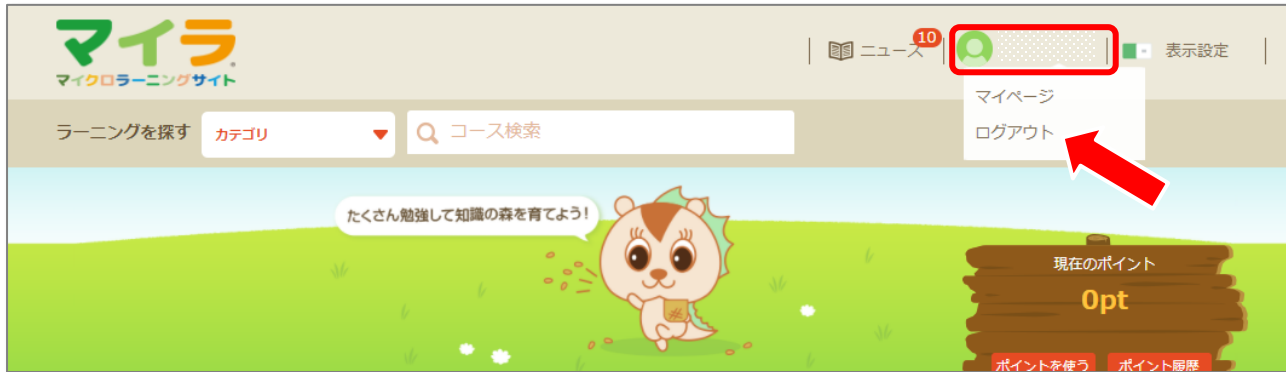 マイラ
マイクロラーニングサイト
ニュース
10
表示設定
マイページ
ログアウト
ラーニングを探す
カテゴリ
コース検索
たくさん勉強して知識の森を育てよう!
現在のポイント
0pt
ポイントを使う
ポイント履歴